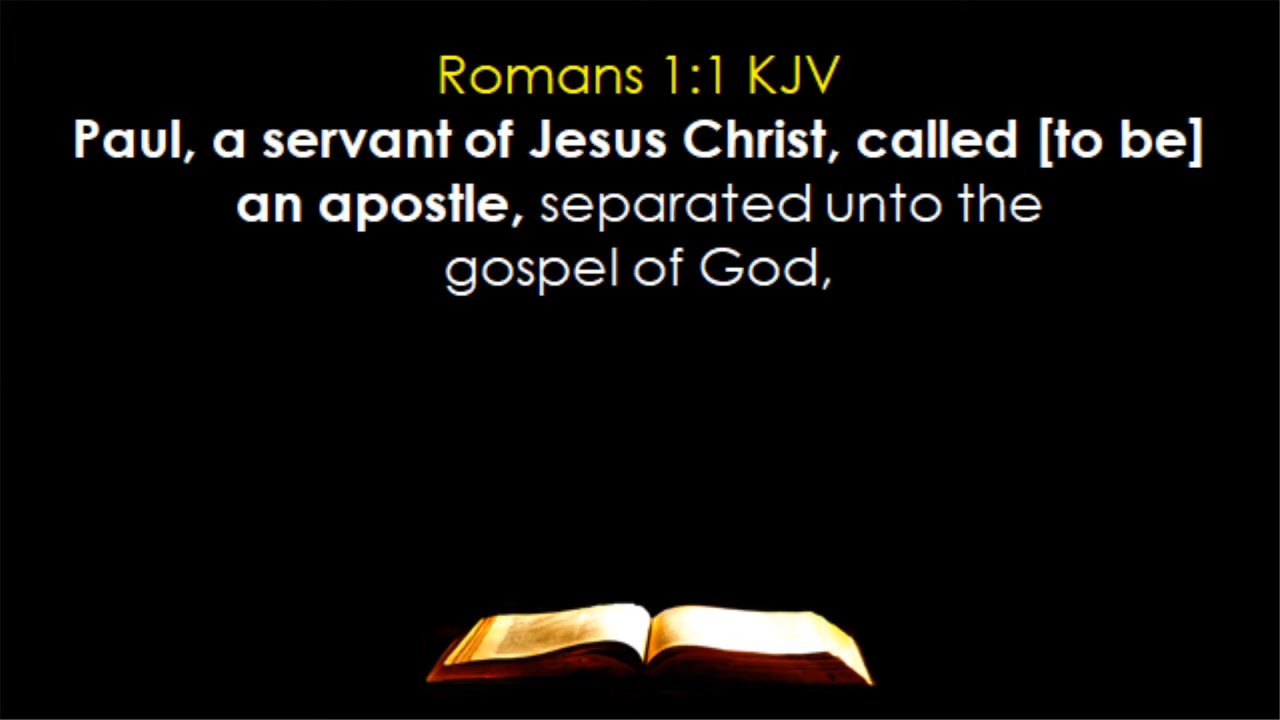 Romans 1:1 KJV
Paul, a servant of Jesus Christ, called [to be]
an apostle, separated unto the
gospel of God,